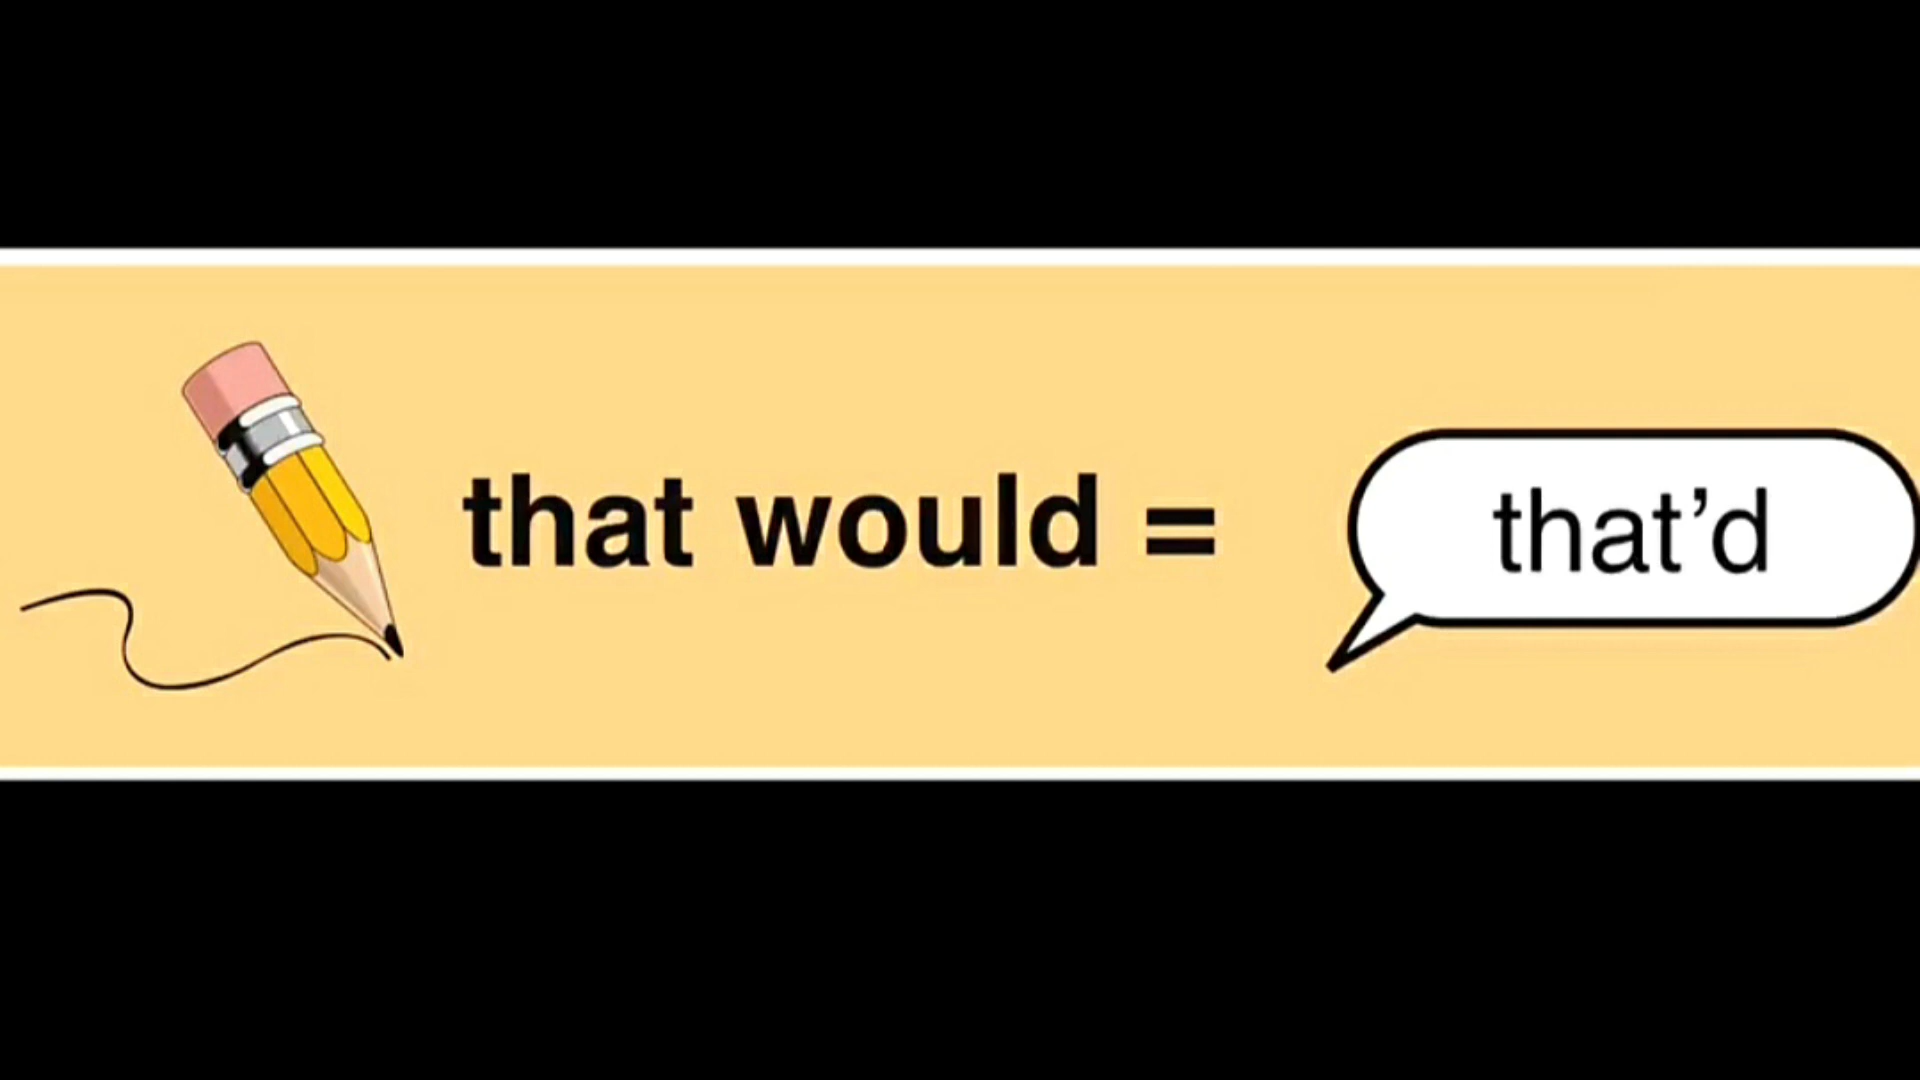 that would = that’d